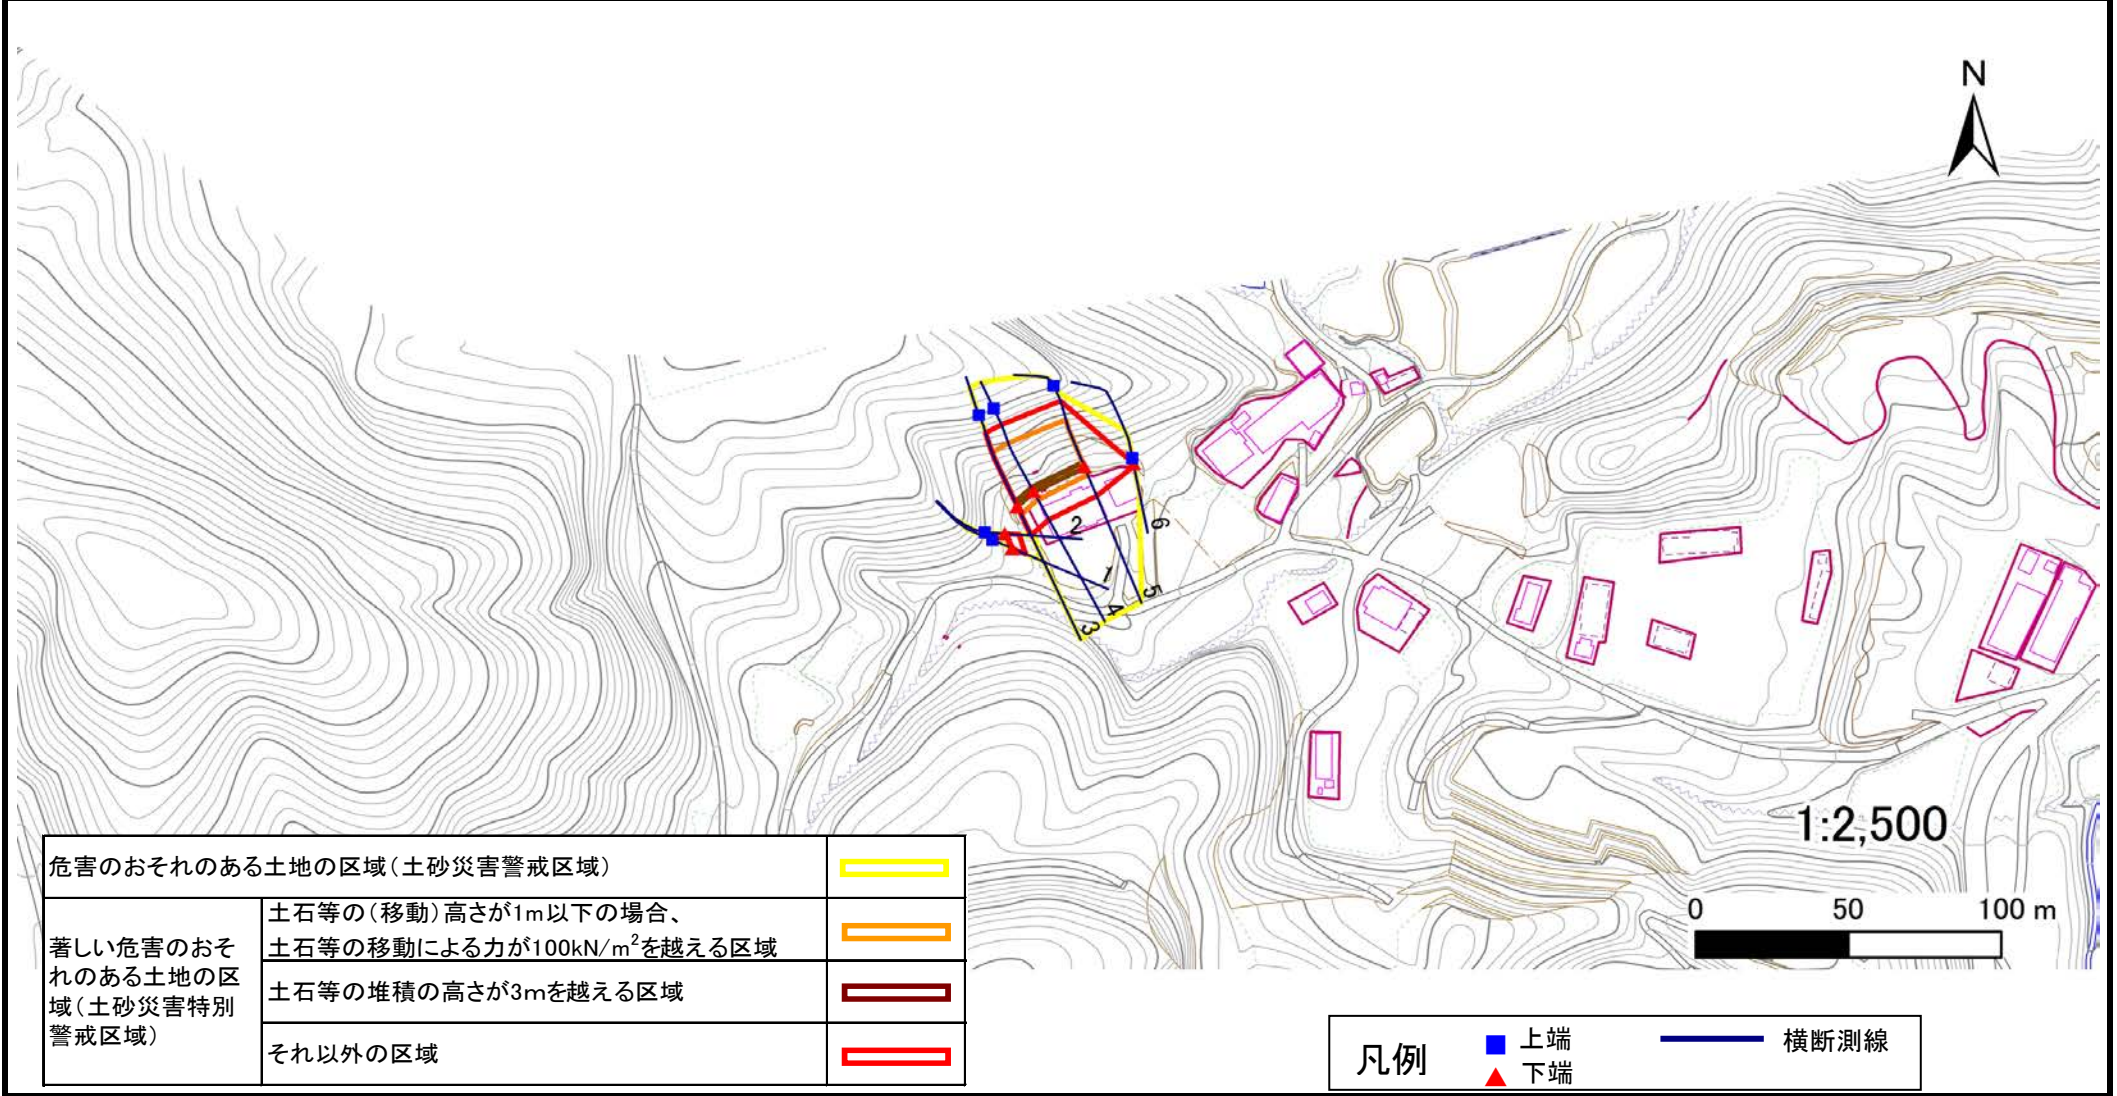 N
2
6
1
5
4
3
1:2,500
0 50 100 m
危害のおそれのある土地の区域(土砂災害警戒区域)
著しい危害のおそ
れのある土地の区
域(土砂災害特別
警戒区域)
土石等の(移動)高さが1m以下の場合、
土石等の移動による力が100kN/m²を越える区域
土石等の堆積の高さが3mを越える区域
それ以外の区域
凡例
上端
下端
横断測線